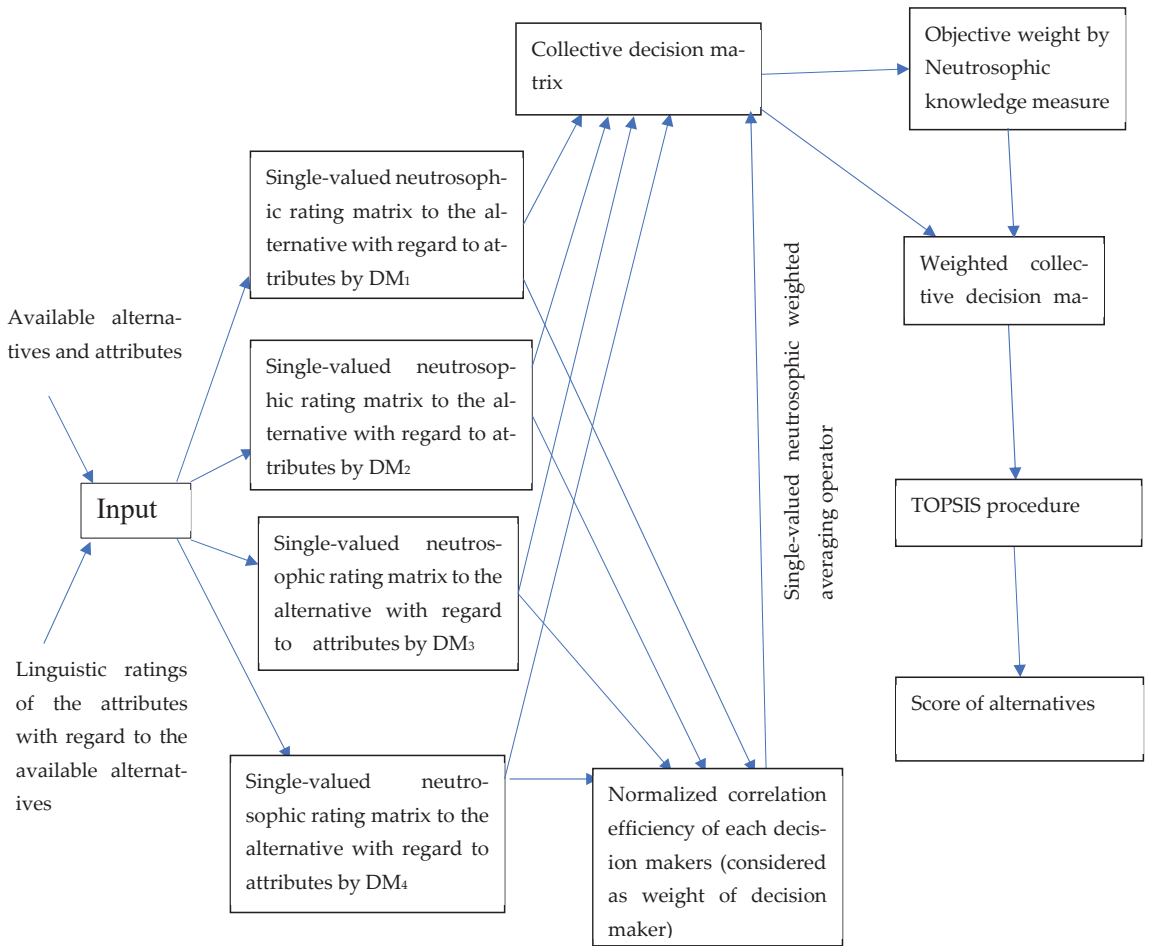 Available alterna-
tives and attributes
Input
Linguistic ratings
of the attributes
with regard to the
available alternat-
ives
Single-valued neutrosoph-
ic rating matrix to the al-
ternative with regard to at-
tributes by DM₁
Single-valued neutrosop-
hic rating matrix to the al-
ternative with regard to at-
tributes by DM₂
Single-valued neutros-
ophic rating matrix to the
alternative with regard
to attributes by DM₃
Single-valued neutro-
sophic rating matrix to the
alternative with regard to
attributes by DM₄
Collective decision ma-
trix
Normalized correlation
efficiency of each decis-
ion makers (considered
as weight of decision
maker)
Single-valued neutrosophic weighted
averaging operator
Objective weight by
Neutrosophic
knowledge measure
Weighted collec-
tive decision ma-
TOPSIS procedure
Score of alternatives